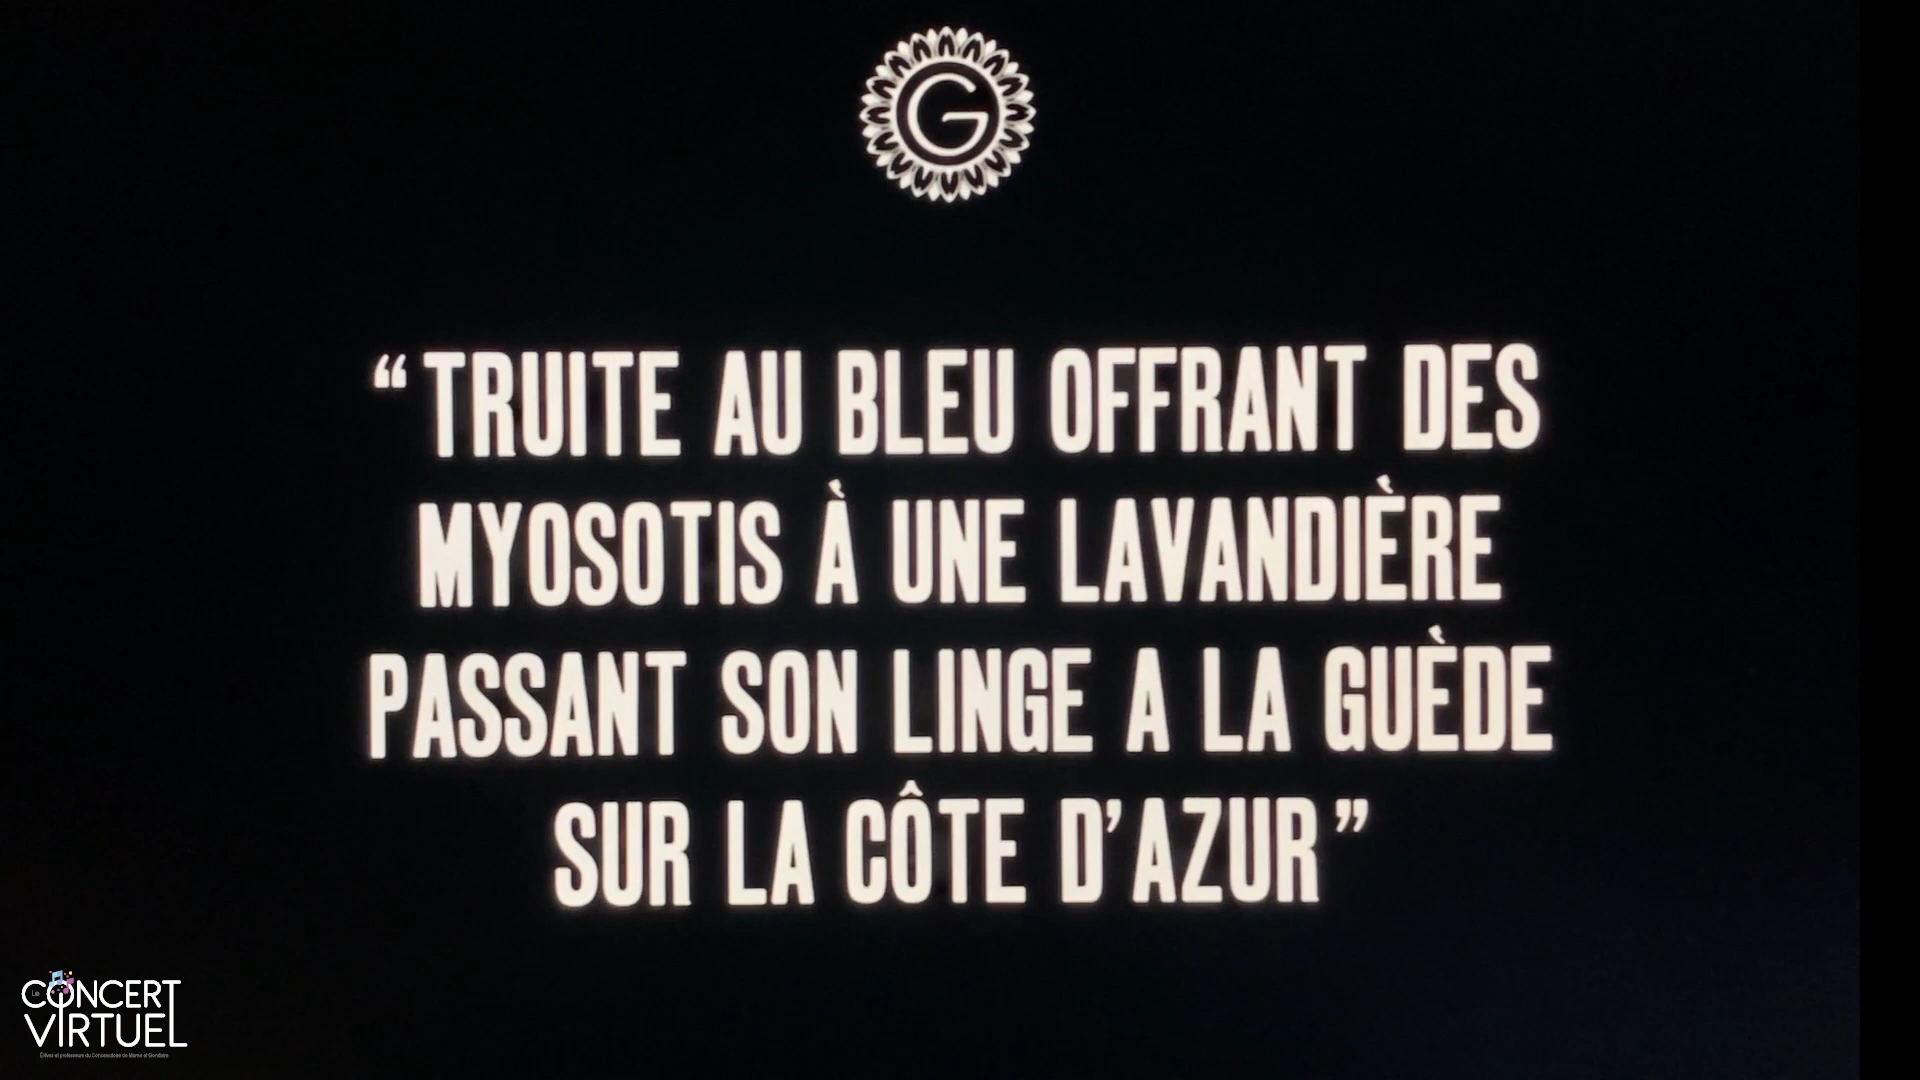 G
“TRUITE AU BLEU OFFRANT DES
MYOSOTIS À UNE LAVANDIÈRE
PASSANT SON LINGE A LA GUÈDE
SUR LA CÔTE D’AZUR”
Le
CONCERT
VIRTUEL